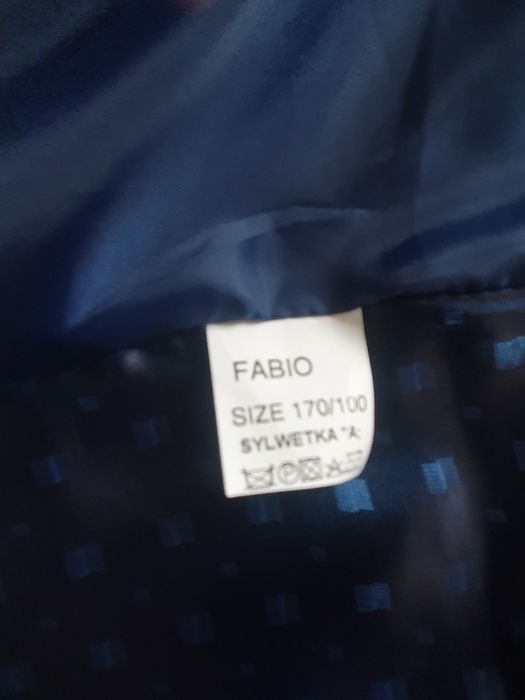 FABIO
SIZE 170/100
SYLWETKA "A"